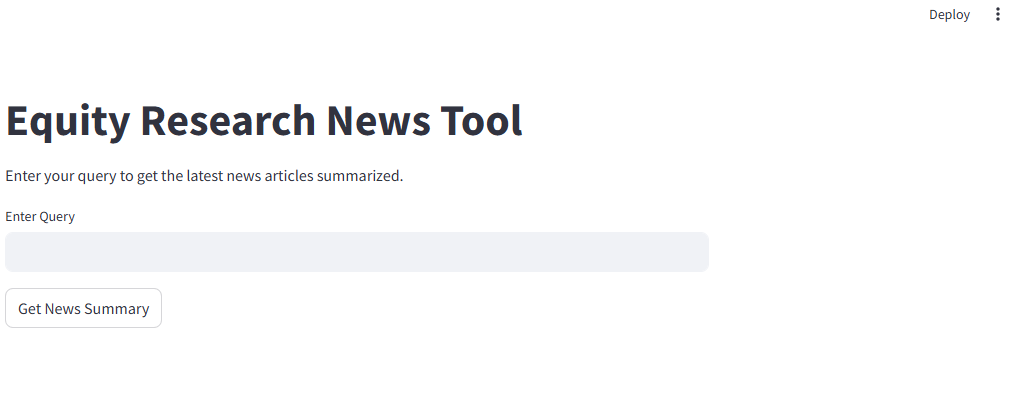 Deploy
Equity Research News Tool
Enter your query to get the latest news articles summarized.
Enter Query
Get News Summary